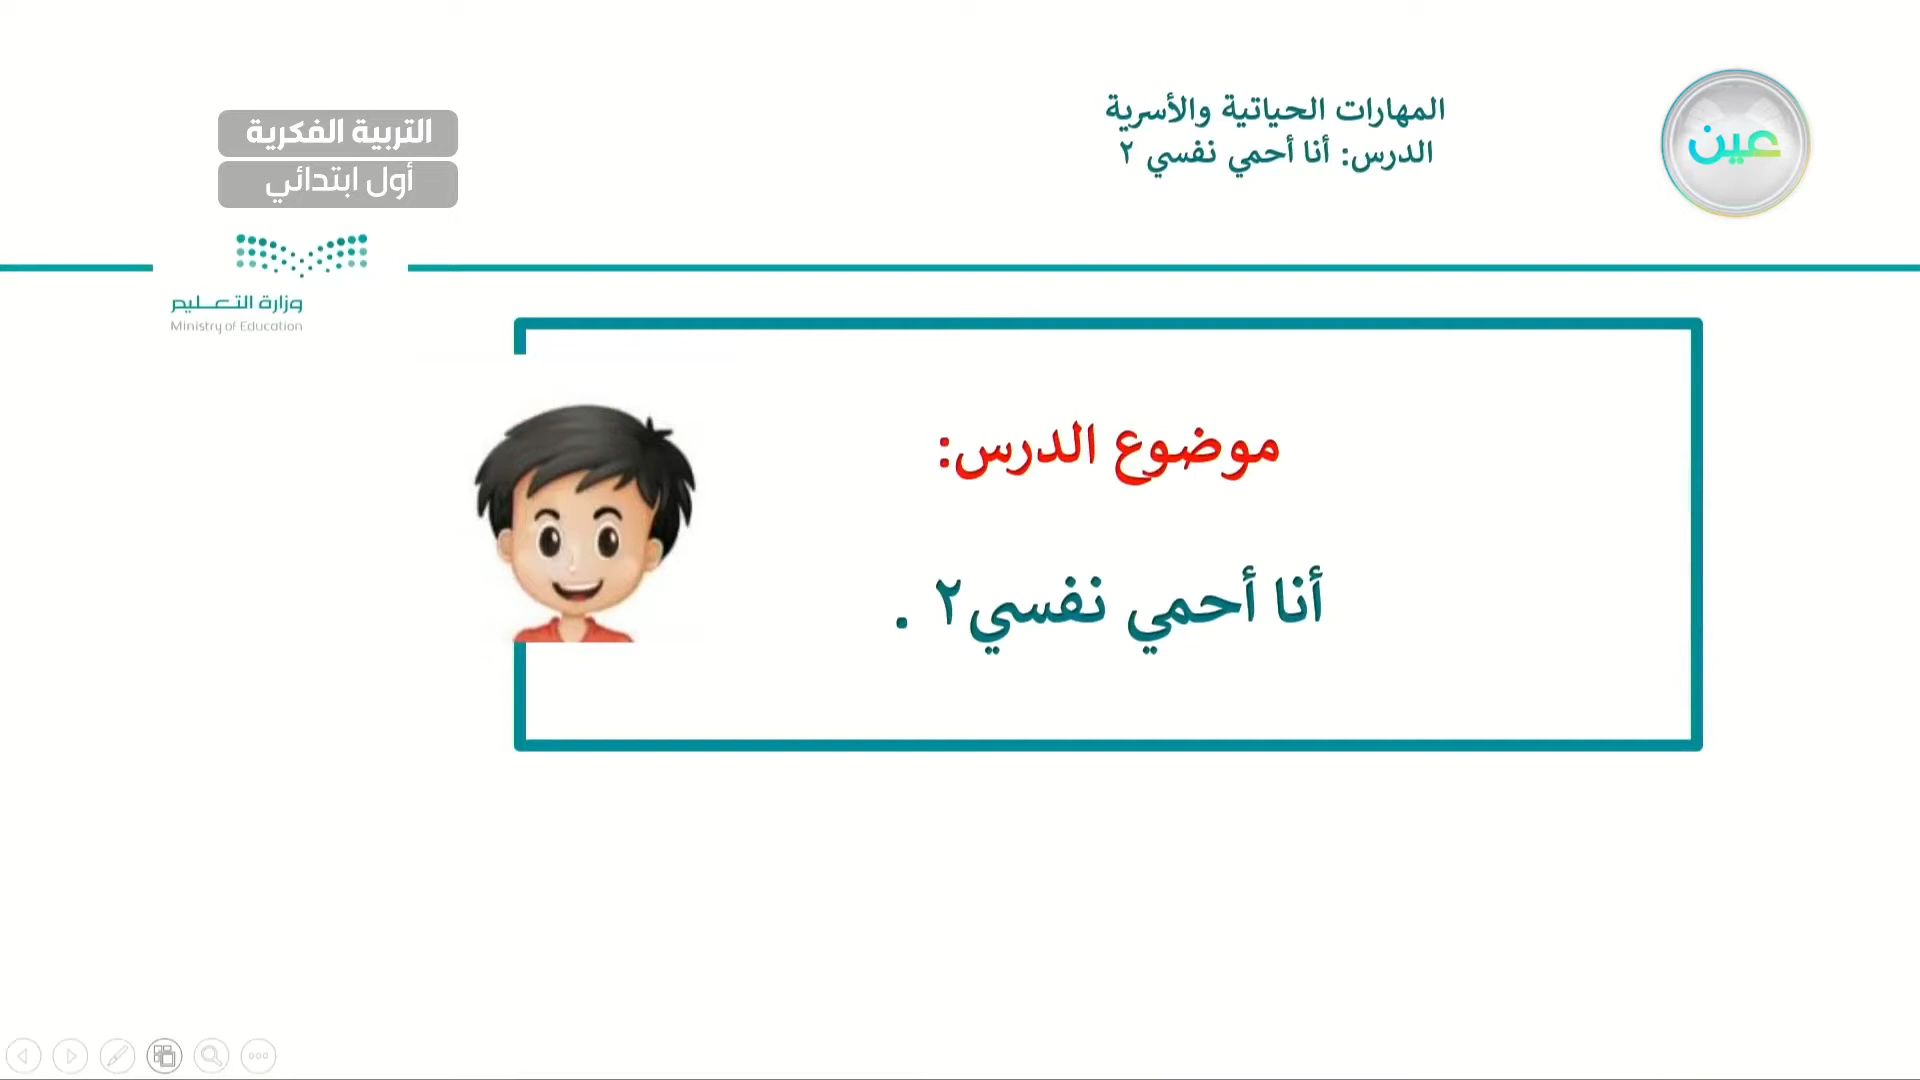 المهارات الحياتية والأسرية
الدرس: أنا أحمي نفسي ٢
عين
التربية الفكرية
أول ابتدائي
وزارة التعليم
Ministry of Education
موضوع الدرس:
أنا أحمي نفسي٢ .